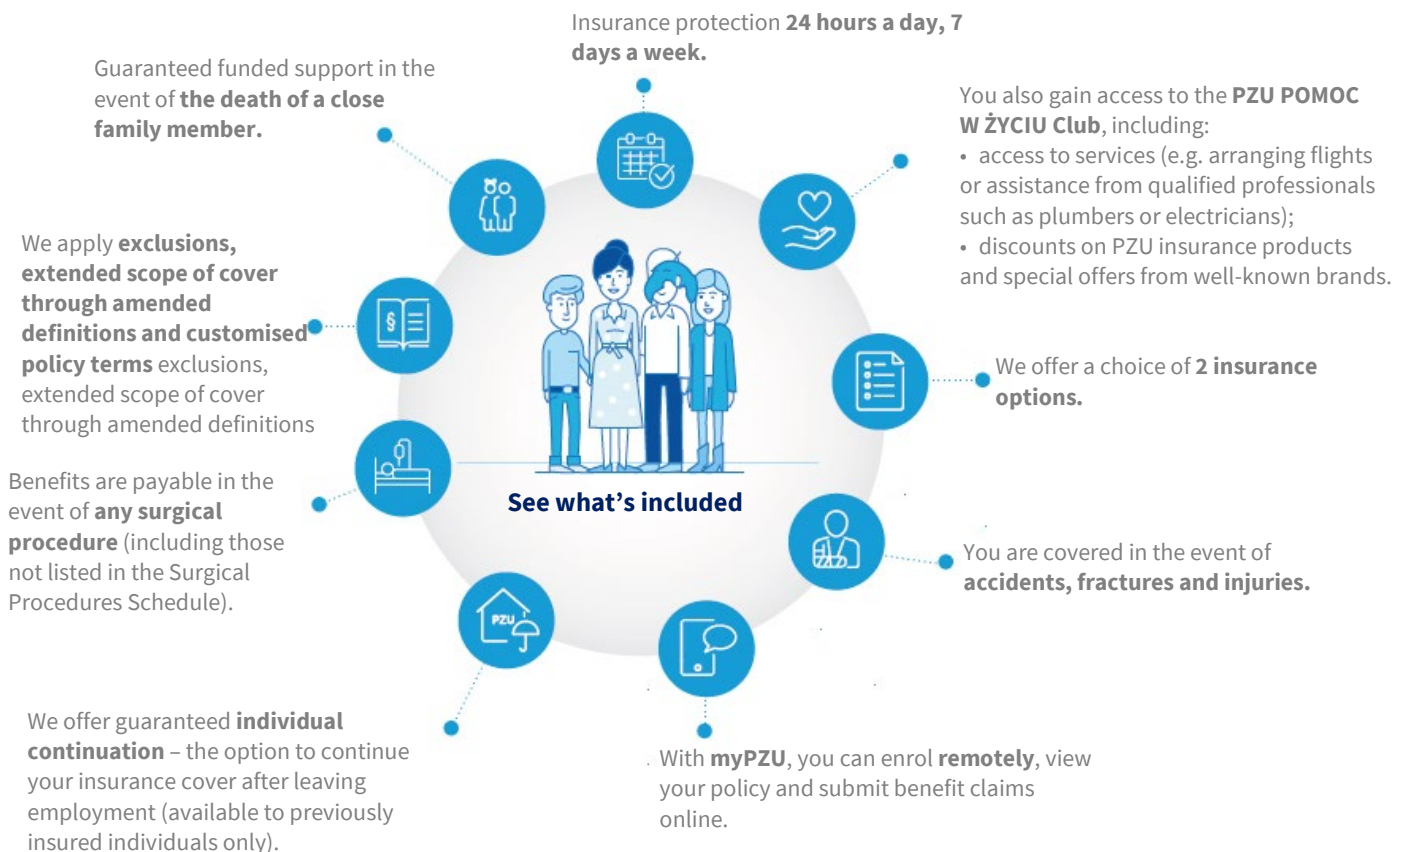 Insurance protection 24 hours a day, 7
days a week.
Guaranteed funded support in the
event of the death of a close
family member.
You also gain access to the PZU POMOC
W ŻYCIU Club, including:
• access to services (e.g. arranging flights
or assistance from qualified professionals
such as plumbers or electricians);
• discounts on PZU insurance products
and special offers from well-known brands.
We apply exclusions,
extended scope of cover
through amended
definitions and customised
policy terms exclusions,
extended scope of cover
through amended definitions
§
We offer a choice of 2 insurance
options.
Benefits are payable in the
event of any surgical
procedure (including those
not listed in the Surgical
Procedures Schedule).
See what's included
You are covered in the event of
accidents, fractures and injuries.
PZU
We offer guaranteed individual
continuation – the option to continue
your insurance cover after leaving
employment (available to previously
insured individuals only).
With myPZU, you can enrol remotely, view
your policy and submit benefit claims
online.